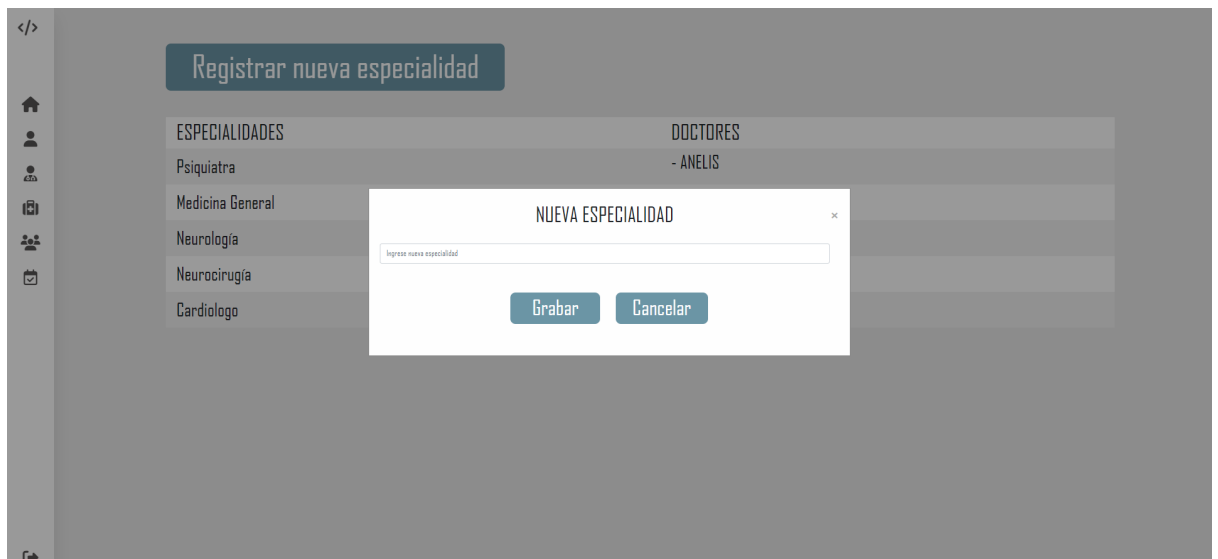 </>
Registrar nueva especialidad
ESPECIALIDADES DOCTORES
Psiquiatra - ANELIS
Medicina General
NUEVA ESPECIALIDAD ×
Neurología
Ingrese nueva especialidad
Neurocirugía
Cardiologo
Grabar Cancelar